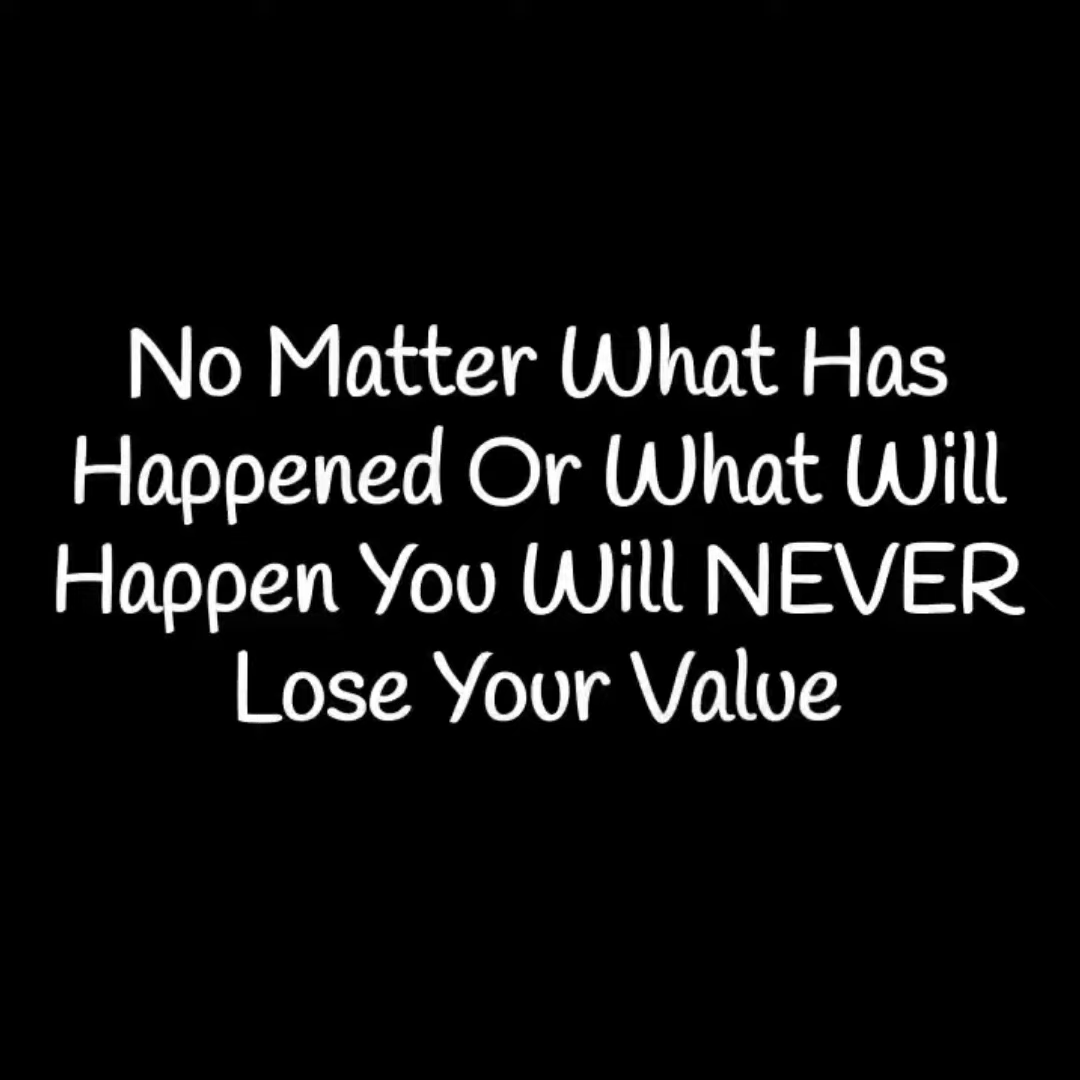 No Matter What Has
Happened Or What Will
Happen You Will NEVER
Lose Your Value